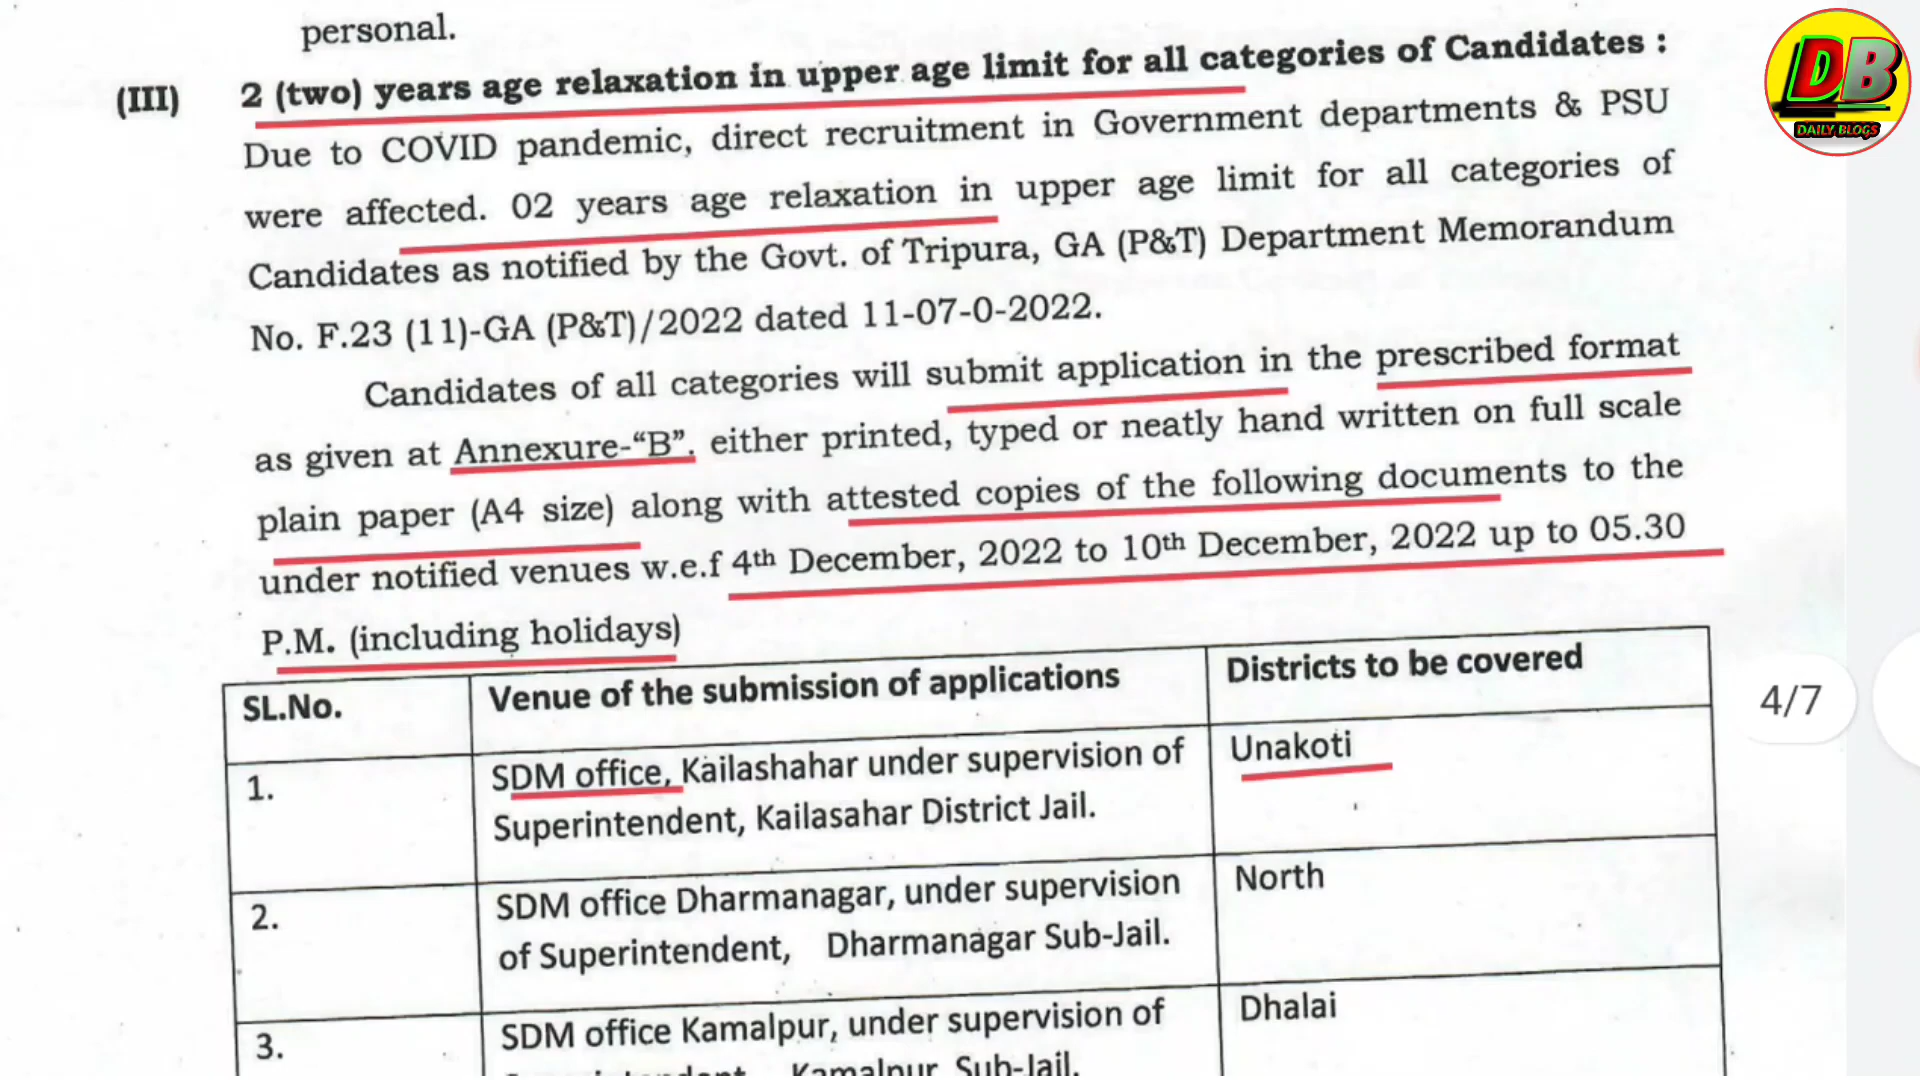 personal.
(III) 2 (two) years age relaxation in upper age limit for all categories of Candidates :
Due to COVID pandemic, direct recruitment in Government departments & PSU
were affected. 02 years age relaxation in upper age limit for all categories of
Candidates as notified by the Govt. of Tripura, GA (P&T) Department Memorandum
No. F.23 (11)-GA (P&T)/2022 dated 11-07-0-2022.
Candidates of all categories will submit application in the prescribed format
as given at Annexure-“B”. either printed, typed or neatly hand written on full scale
plain paper (A4 size) along with attested copies of the following documents to the
under notified venues w.e.f 4th December, 2022 to 10th December, 2022 up to 05.30
P.M. (including holidays)
SL.No. Venue of the submission of applications Districts to be covered
1. SDM office, Kailashahar under supervision of Unakoti
Superintendent, Kailasahar District Jail.
2. SDM office Dharmanagar, under supervision North
of Superintendent, Dharmanagar Sub-Jail.
3. SDM office Kamalpur, under supervision of Dhalai
Superintendent Kamalpur Sub-Jail.
DB
DAILY BLOGS
4/7